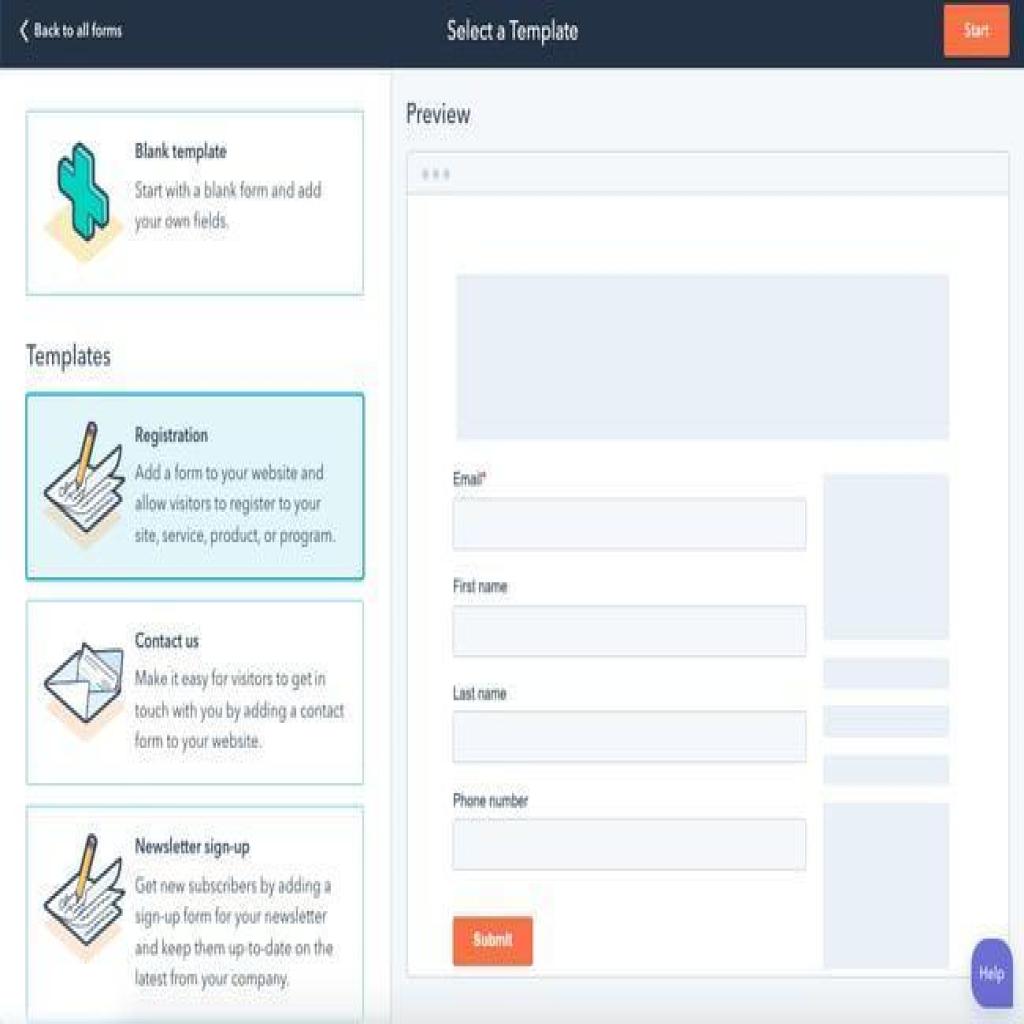 Back to all forms
Select a Template
Start
Blank template
Start with a blank form and add
your own fields.
Templates
Registration
Add a form to your website and
allow visitors to register to your
site, service, product, or program.
Contact us
Make it easy for visitors to get in
touch with you by adding a contact
form to your website.
Newsletter sign-up
Get new subscribers by adding a
sign-up form for your newsletter
and keep them up-to-date on the
latest from your company.
Preview
Email*
First name
Last name
Phone number
Submit
Help